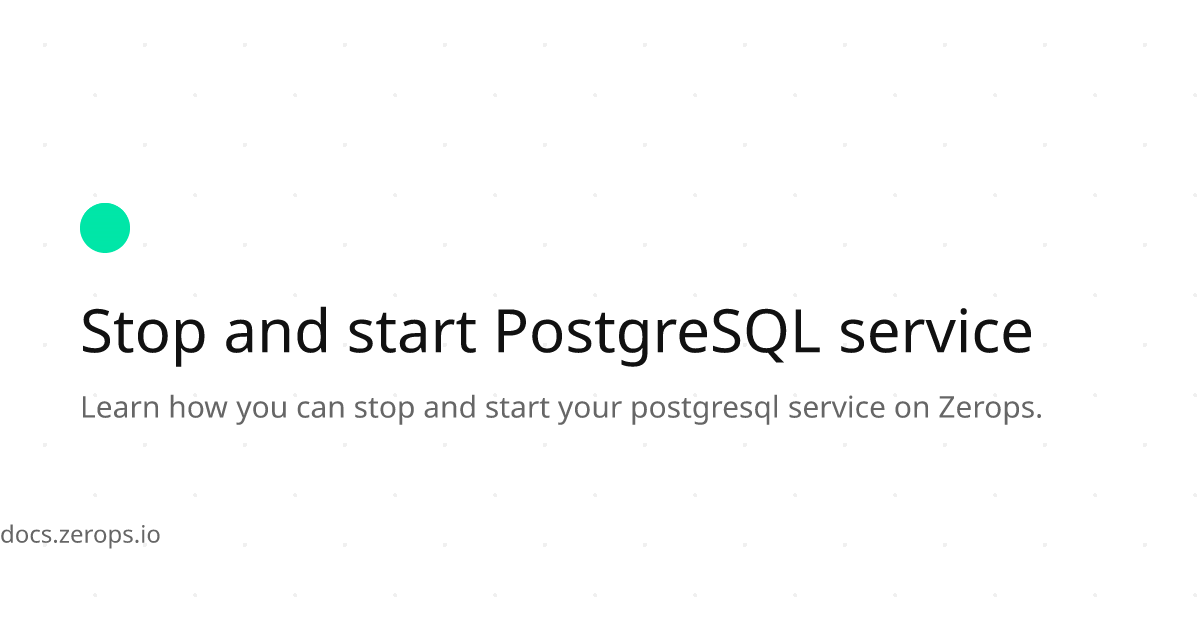 Stop and start PostgreSQL service
Learn how you can stop and start your postgresql service on Zerops.
docs.zerops.io